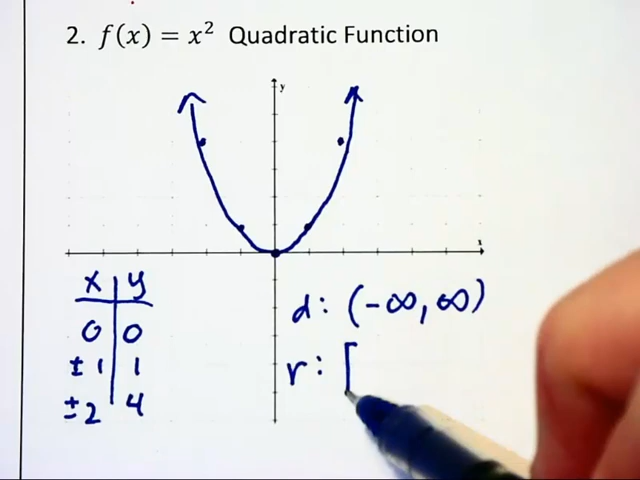 2. f(x) = x² Quadratic Function
y
x
x y
0 0
±1 1
±2 4
d: (-∞, ∞)
r: [